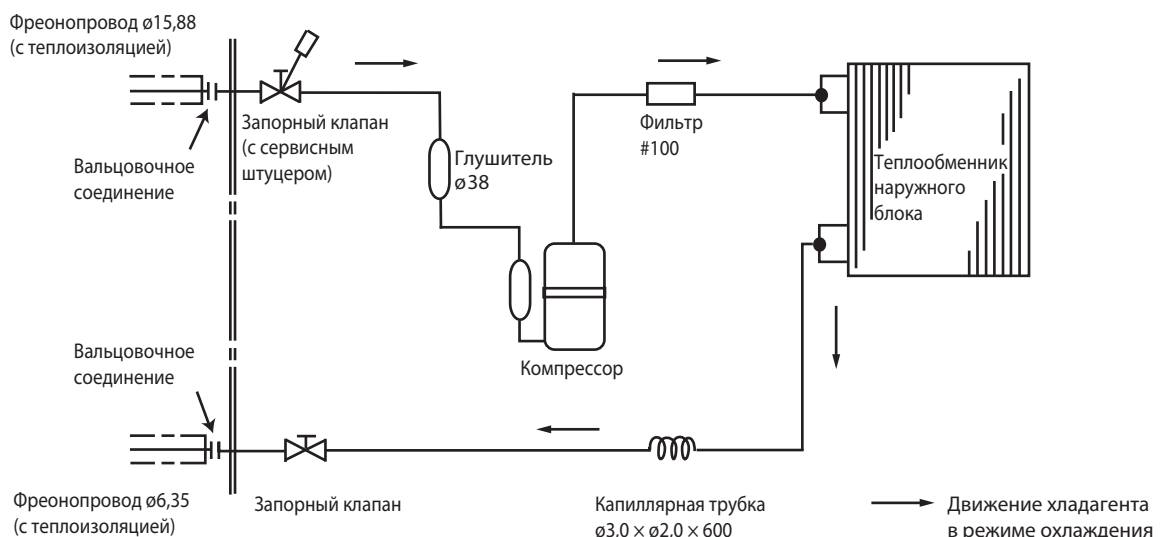 Фреонопровод ø15,88
(с теплоизоляцией)
Вальцовочное
соединение
Запорный клапан
(с сервисным
штуцером)
Глушитель
ø38
Фильтр
#100
Теплообменник
наружного
блока
Компрессор
Вальцовочное
соединение
Фреонопровод ø6,35
(с теплоизоляцией)
Запорный клапан
Капиллярная трубка
ø3,0 × ø2,0 × 600
Движение хладагента
в режиме охлаждения